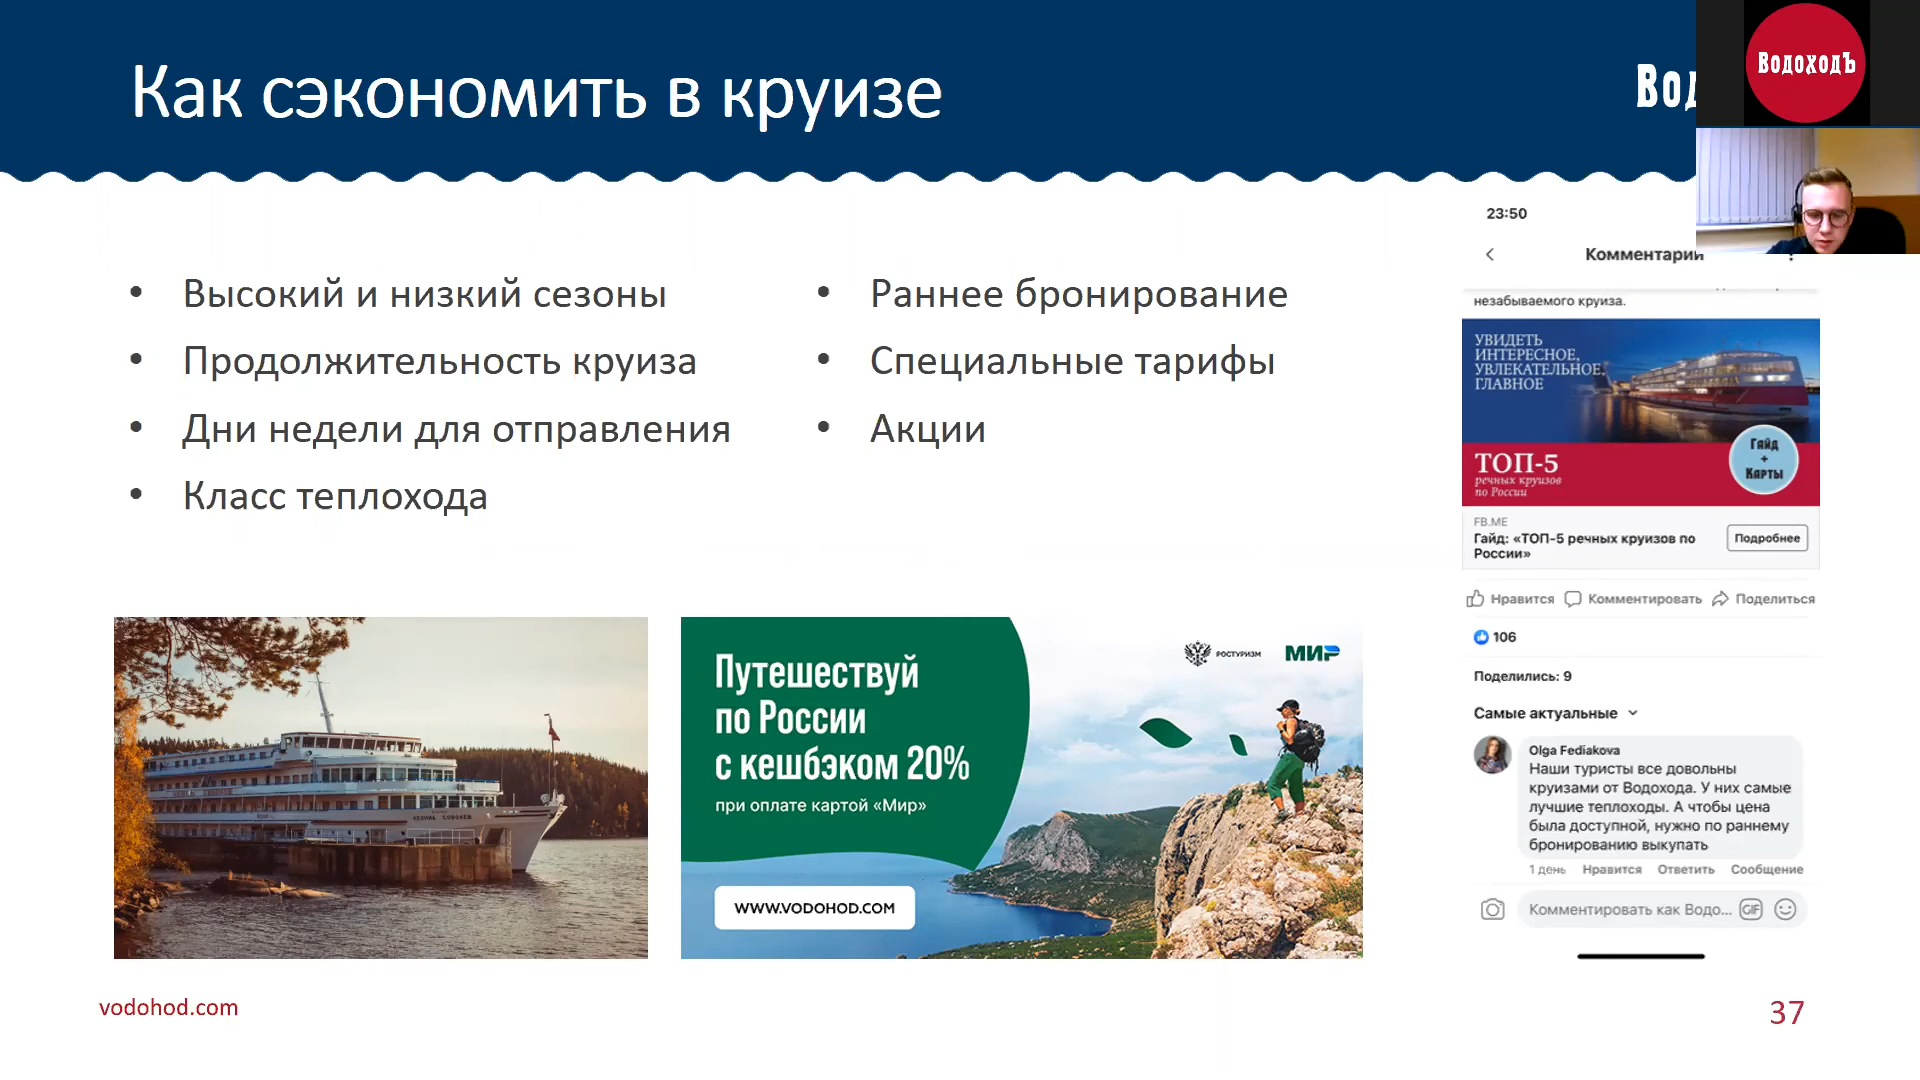 Как сэкономить в круизе
ВодоходЪ
• Высокий и низкий сезоны
• Продолжительность круиза
• Дни недели для отправления
• Класс теплохода
• Раннее бронирование
• Специальные тарифы
• Акции
Путешествуй
по России
с кешбэком 20%
при оплате картой «Мир»
WWW.VODOHOD.COM
РОСТУРИЗМ
МИР
23:50
Комментарии
незабываемого круиза.
УВИДЕТЬ
ИНТЕРЕСНОЕ,
УВЛЕКАТЕЛЬНОЕ,
ГЛАВНОЕ
ТОП-5
речных круизов
по России
Гайд
+
Карты
FB.ME
Гайд: «ТОП-5 речных круизов по
России»
Подробнее
Нравится Комментировать Поделиться
106
Поделились: 9
Самые актуальные
Olga Fediakova
Наши туристы все довольны
круизами от Водохода. У них самые
лучшие теплоходы. А чтобы цена
была доступной, нужно по раннему
бронированию выкупать
1 день Нравится Ответить Сообщение
Комментировать как Водо... GIF
vodohod.com
37